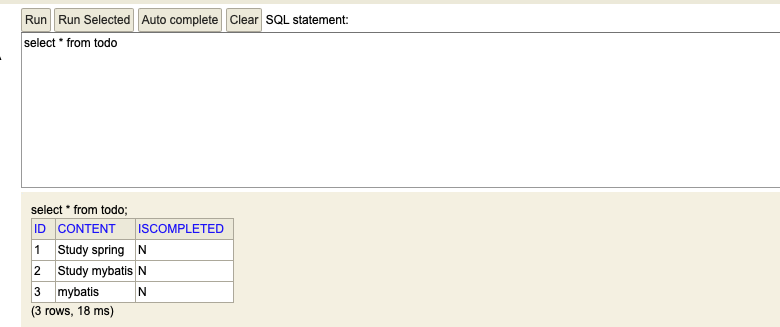 Run Run Selected Auto complete Clear SQL statement:
select * from todo
select * from todo;
ID CONTENT ISCOMPLETED
1 Study spring N
2 Study mybatis N
3 mybatis N
(3 rows, 18 ms)